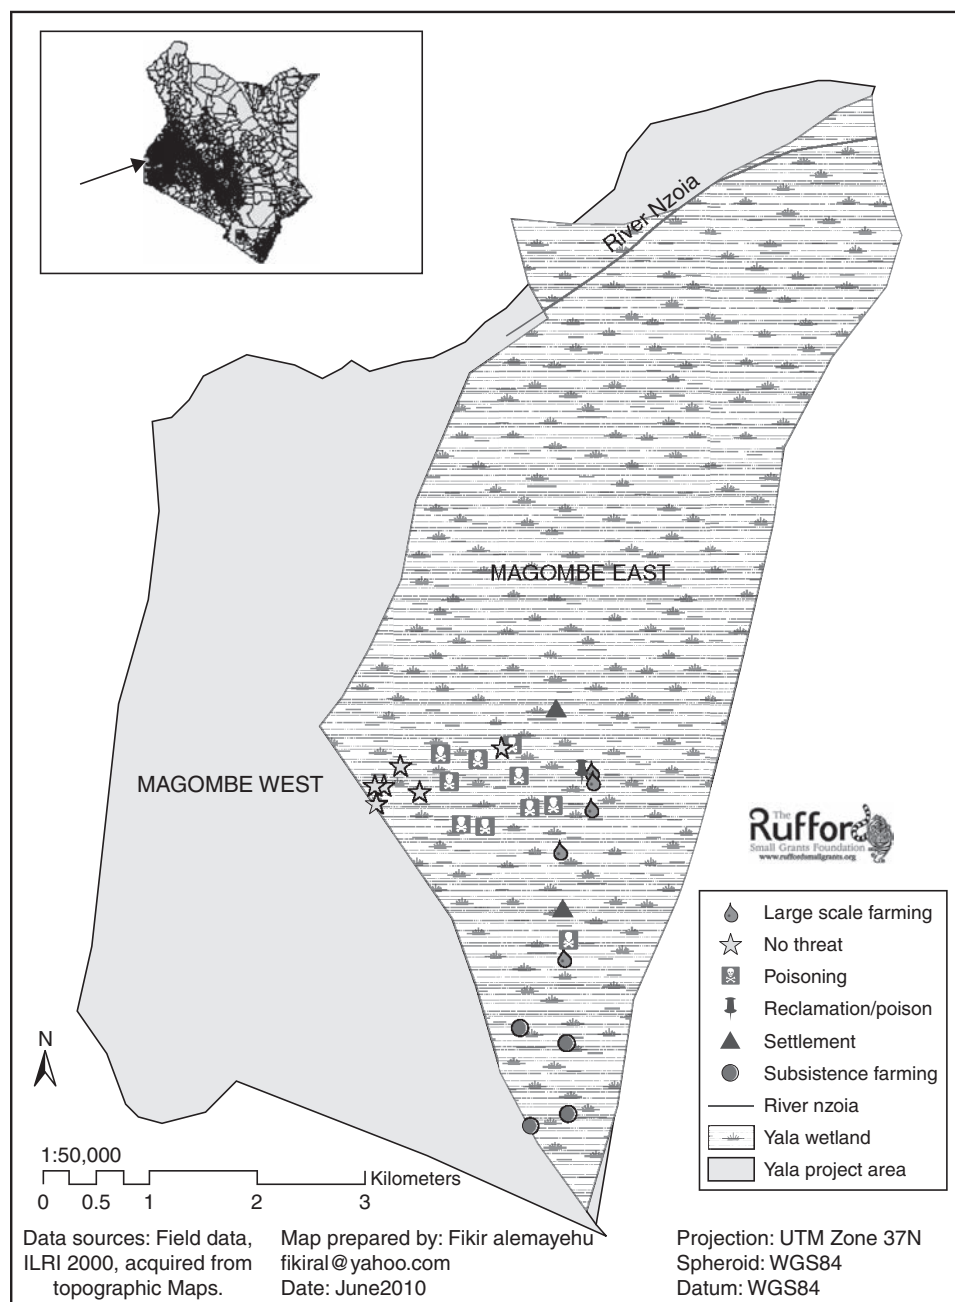 River Nzoia
MAGOMBE EAST
MAGOMBE WEST
The
Ruffor
Small Grants Foundation
www.ruffordsmallgrants.org
Large scale farming
No threat
Poisoning
Reclamation/poison
Settlement
Subsistence farming
River nzoia
Yala wetland
Yala project area
N
1:50,000
Kilometers
0 0.5 1 2 3
Data sources: Field data,
ILRI 2000, acquired from
topographic Maps.
Map prepared by: Fikir alemayehu
fikiral@yahoo.com
Date: June2010
Projection: UTM Zone 37N
Spheroid: WGS84
Datum: WGS84